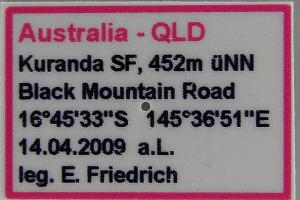 Australia - QLD
Kuranda SF, 452m üNN
Black Mountain Road
16°45'33"S 145°36'51"E
14.04.2009 a.L.
leg. E. Friedrich